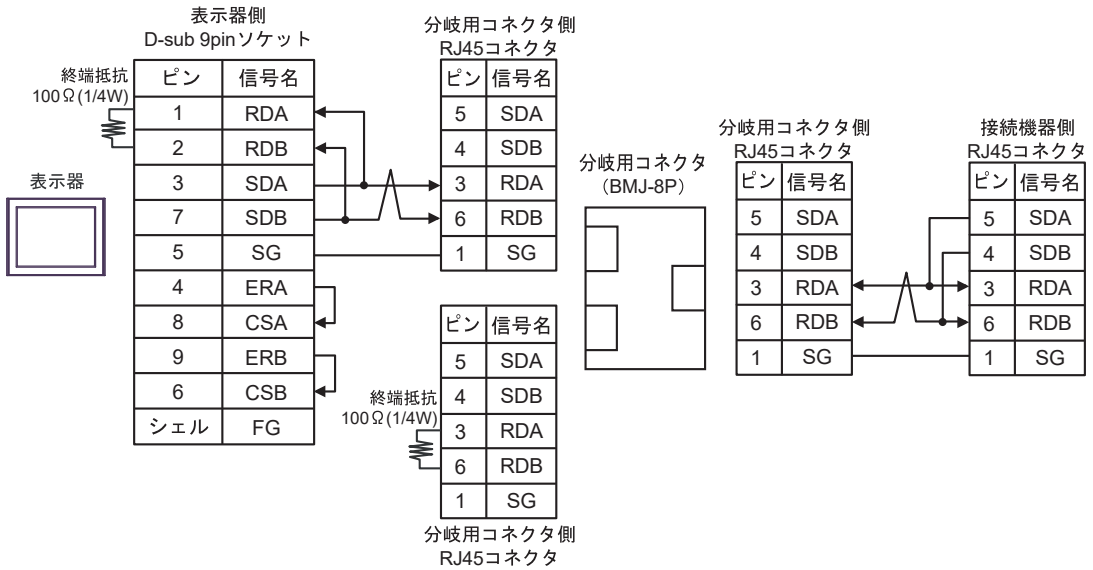 表示器側
D-sub 9pinソケット
終端抵抗
100Ω(1/4W)
ピン 信号名
1 RDA
2 RDB
3 SDA
7 SDB
5 SG
4 ERA
8 CSA
9 ERB
6 CSB
シェル FG
表示器
分岐用コネクタ側
RJ45コネクタ
ピン 信号名
5 SDA
4 SDB
3 RDA
6 RDB
1 SG
終端抵抗
100Ω(1/4W)
ピン 信号名
5 SDA
4 SDB
3 RDA
6 RDB
1 SG
分岐用コネクタ側
RJ45コネクタ
分岐用コネクタ
（BMJ-8P）
分岐用コネクタ側
RJ45コネクタ
ピン 信号名
5 SDA
4 SDB
3 RDA
6 RDB
1 SG
接続機器側
RJ45コネクタ
ピン 信号名
5 SDA
4 SDB
3 RDA
6 RDB
1 SG